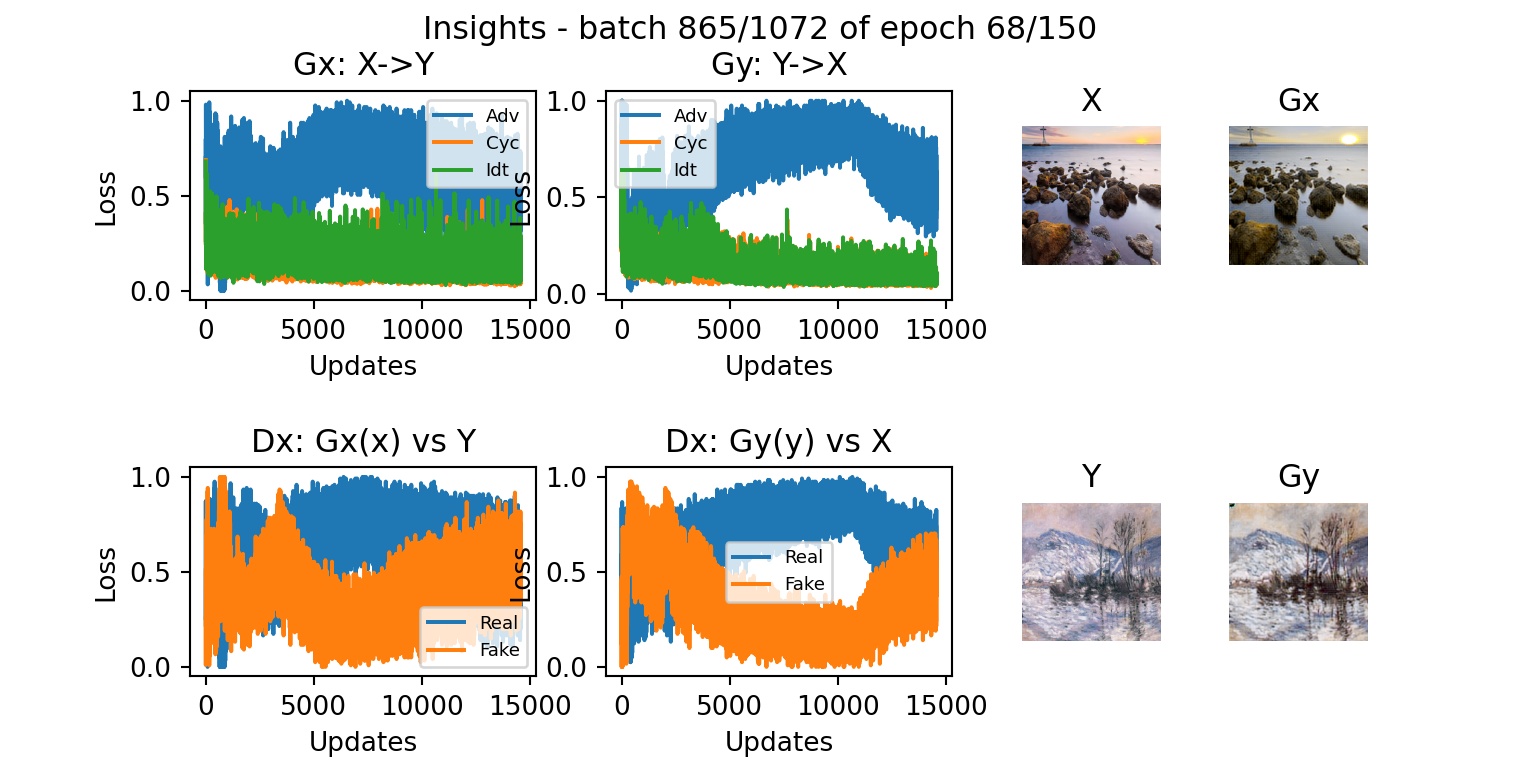 Insights - batch 865/1072 of epoch 68/150
Gx: X->Y
1.0
0.5
0.0
Loss
Adv
Cyc
Idt
0 5000 10000 15000
Updates
Gy: Y->X
1.0
0.5
0.0
Loss
Adv
Cyc
Idt
0 5000 10000 15000
Updates
X
Gx
Dx: Gx(x) vs Y
1.0
0.5
0.0
Loss
Real
Fake
0 5000 10000 15000
Updates
Dx: Gy(y) vs X
1.0
0.5
0.0
Loss
Real
Fake
0 5000 10000 15000
Updates
Y
Gy